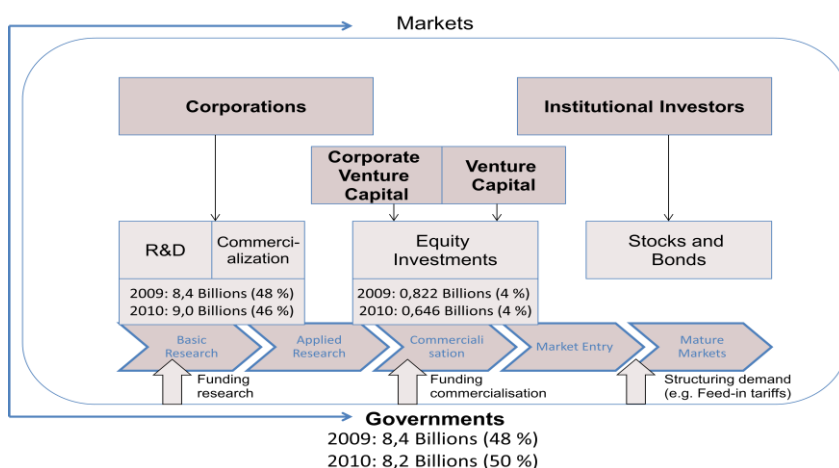 Markets
Corporations
Institutional Investors
Corporate
Venture
Capital
Venture
Capital
R&D
Commerci-
alization
Equity
Investments
Stocks and
Bonds
2009: 8,4 Billions (48 %)
2010: 9,0 Billions (46 %)
2009: 0,822 Billions (4 %)
2010: 0,646 Billions (4 %)
Basic
Research
Applied
Research
Commerciali
sation
Market Entry
Mature
Markets
Funding
research
Funding
commercialisation
Structuring demand
(e.g. Feed-in tariffs)
Governments
2009: 8,4 Billions (48 %)
2010: 8,2 Billions (50 %)